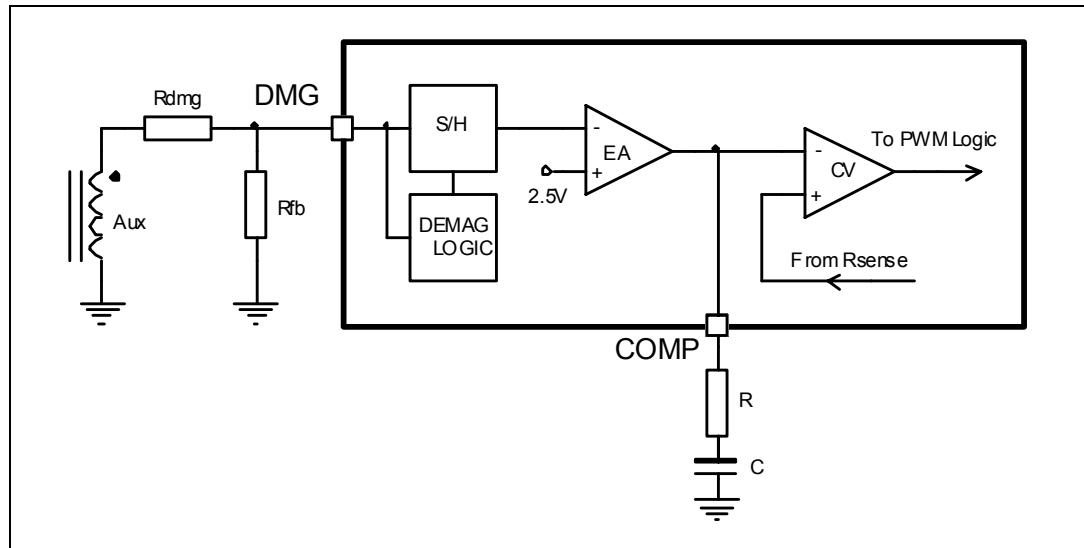 Rdmg
DMG
S/H
-
EA
+
2.5V
To PWM Logic
-
CV
+
Aux
Rfb
DEMAG
LOGIC
From Rsense
COMP
R
C